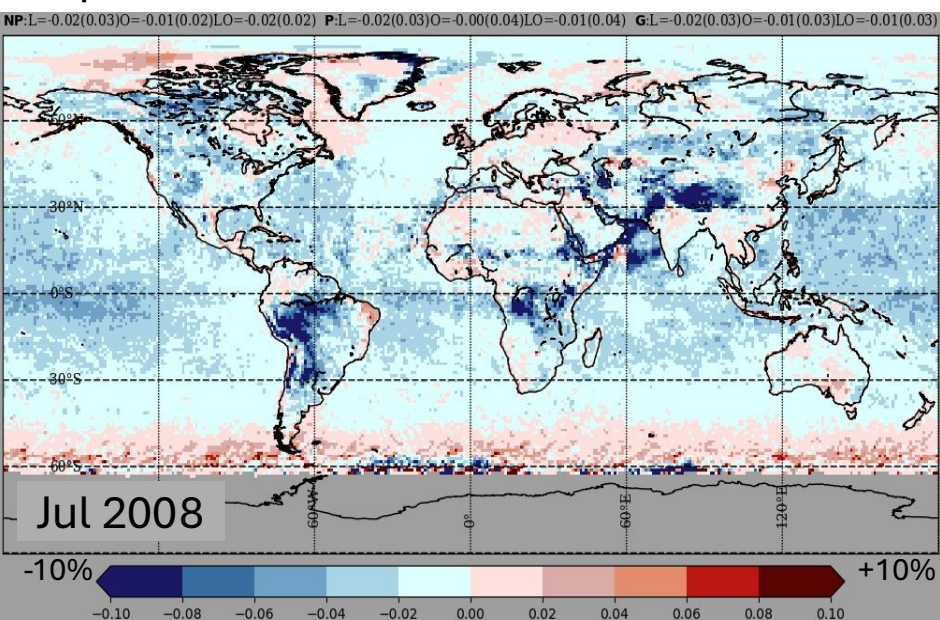 NP:L=-0.02(0.03)O=-0.01(0.02)LO=-0.02(0.02) P:L=-0.02(0.03)O=-0.00(0.04)LO=-0.01(0.04) G:L=-0.02(0.03)O=-0.01(0.03)LO=-0.01(0.03)
60°N
30°N
0°S
30°S
60°S
60°W 0° 60°E 120°E
Jul 2008
-10% +10%
−0.10 −0.08 −0.06 −0.04 −0.02 0.00 0.02 0.04 0.06 0.08 0.10